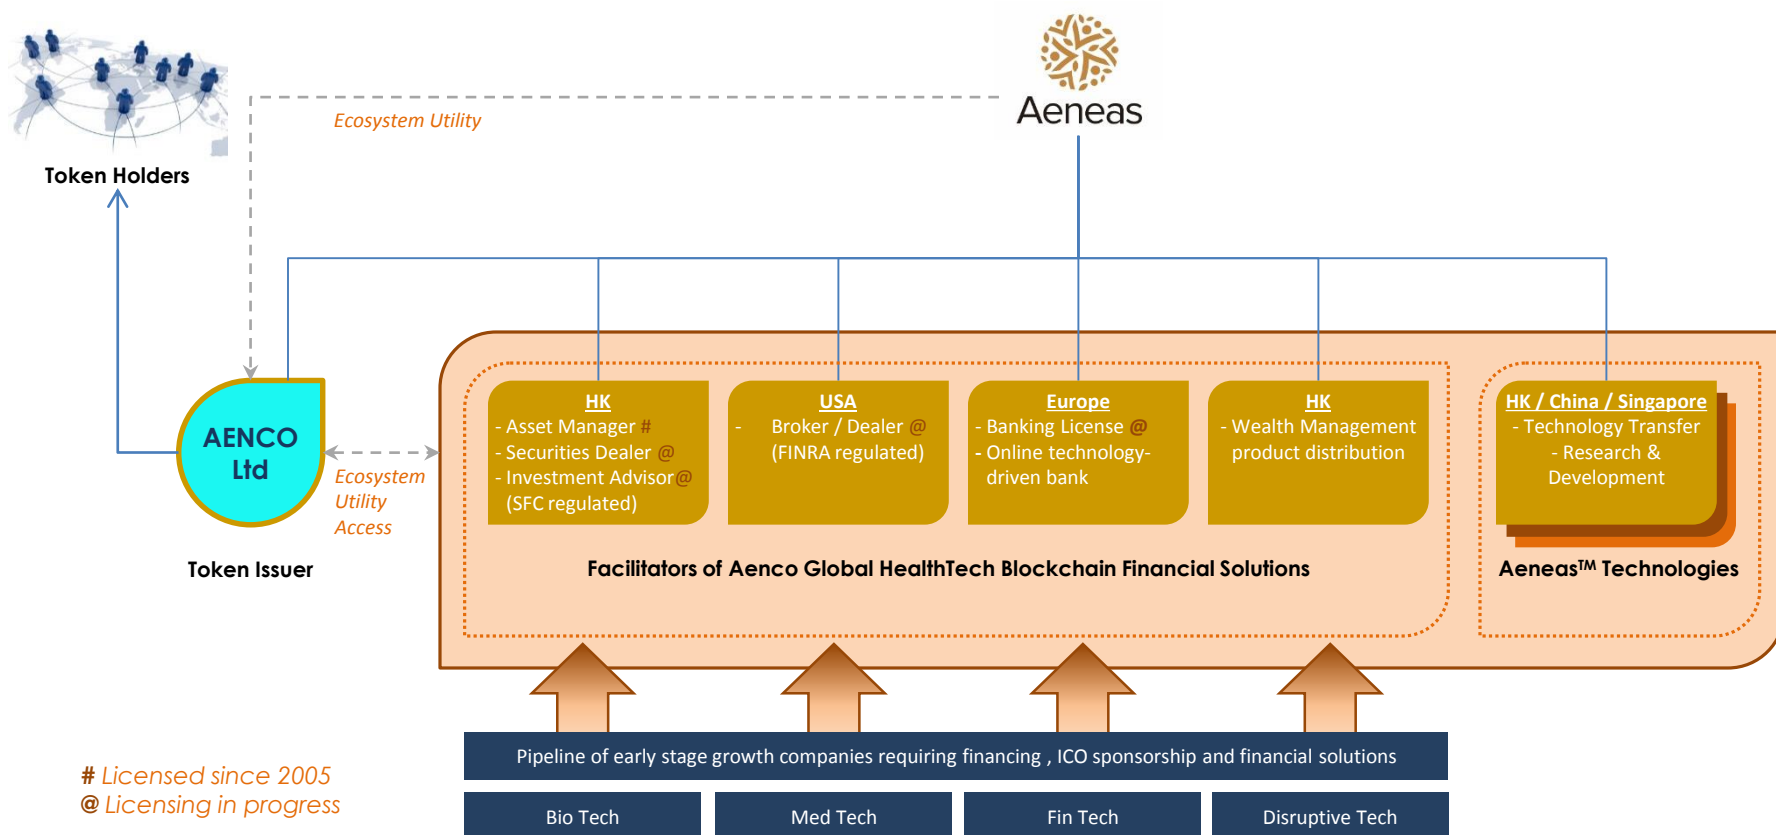 Aeneas
Ecosystem Utility
Token Holders
AENCO
Ltd
Token Issuer
Ecosystem
Utility
Access
HK
- Asset Manager #
- Securities Dealer @
- Investment Advisor@
(SFC regulated)
USA
- Broker / Dealer @
(FINRA regulated)
Europe
- Banking License @
- Online technology-
driven bank
HK
- Wealth Management
product distribution
HK / China / Singapore
- Technology Transfer
- Research &
Development
Facilitators of Aenco Global HealthTech Blockchain Financial Solutions
Aeneas™ Technologies
Pipeline of early stage growth companies requiring financing , ICO sponsorship and financial solutions
Bio Tech
Med Tech
Fin Tech
Disruptive Tech
# Licensed since 2005
@ Licensing in progress